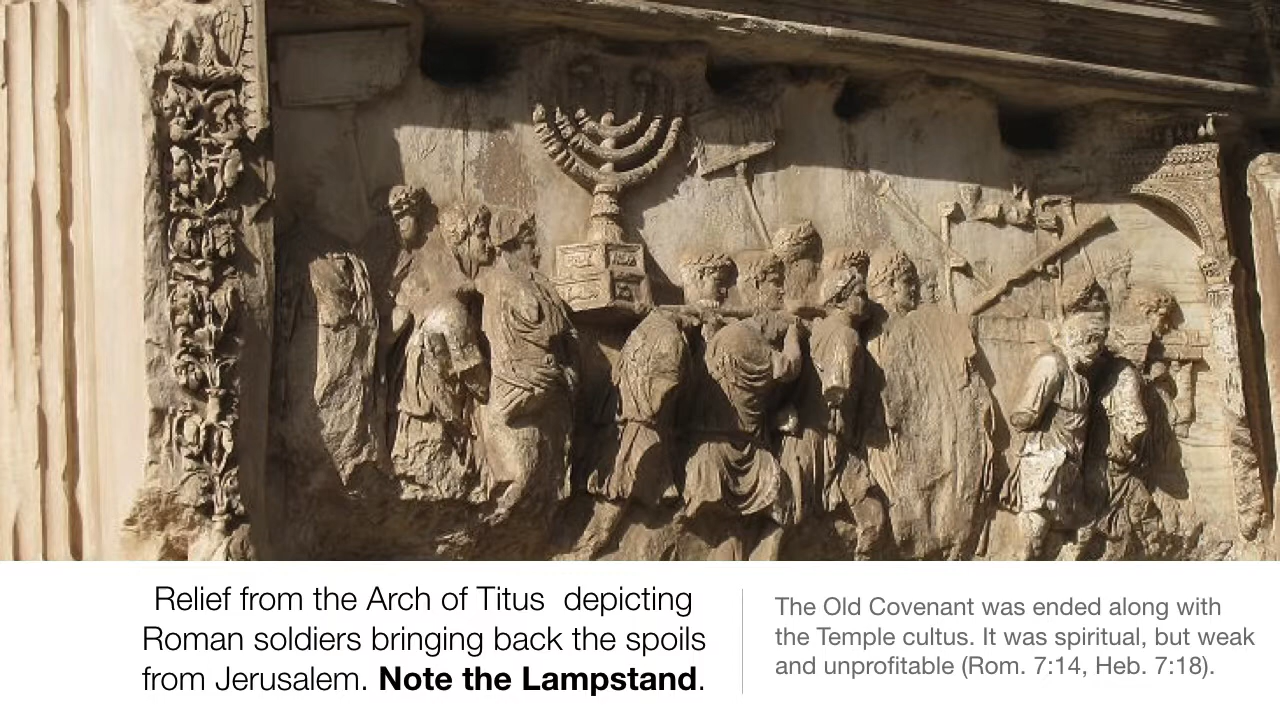 Relief from the Arch of Titus  depicting
Roman soldiers bringing back the spoils
from Jerusalem. Note the Lampstand.
The Old Covenant was ended along with
the Temple cultus. It was spiritual, but weak
and unprofitable (Rom. 7:14, Heb. 7:18).